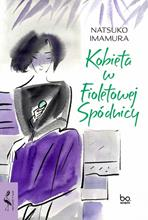 NATSUKO
IMAMURA
Kobieta
w
Fioletowej
Spódnicy
bo.